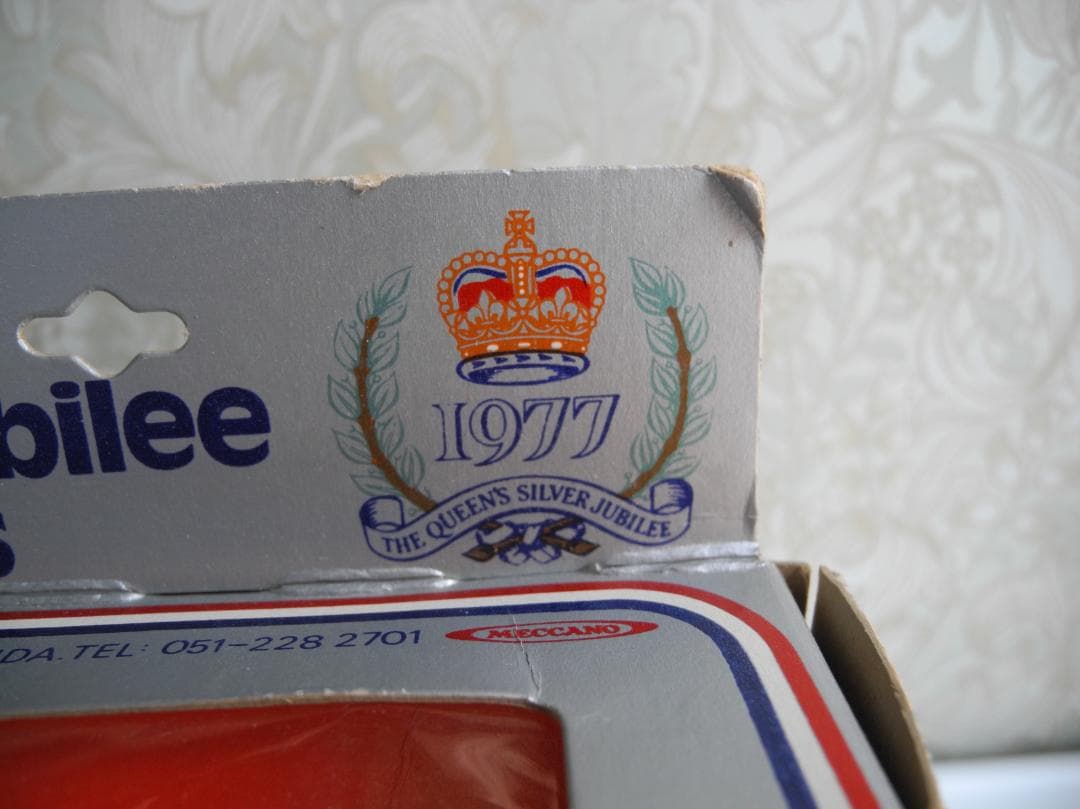 bilee
s
1977
THE QUEEN'S SILVER JUBILEE
DA. TEL: 051-228 2701
MECCANO